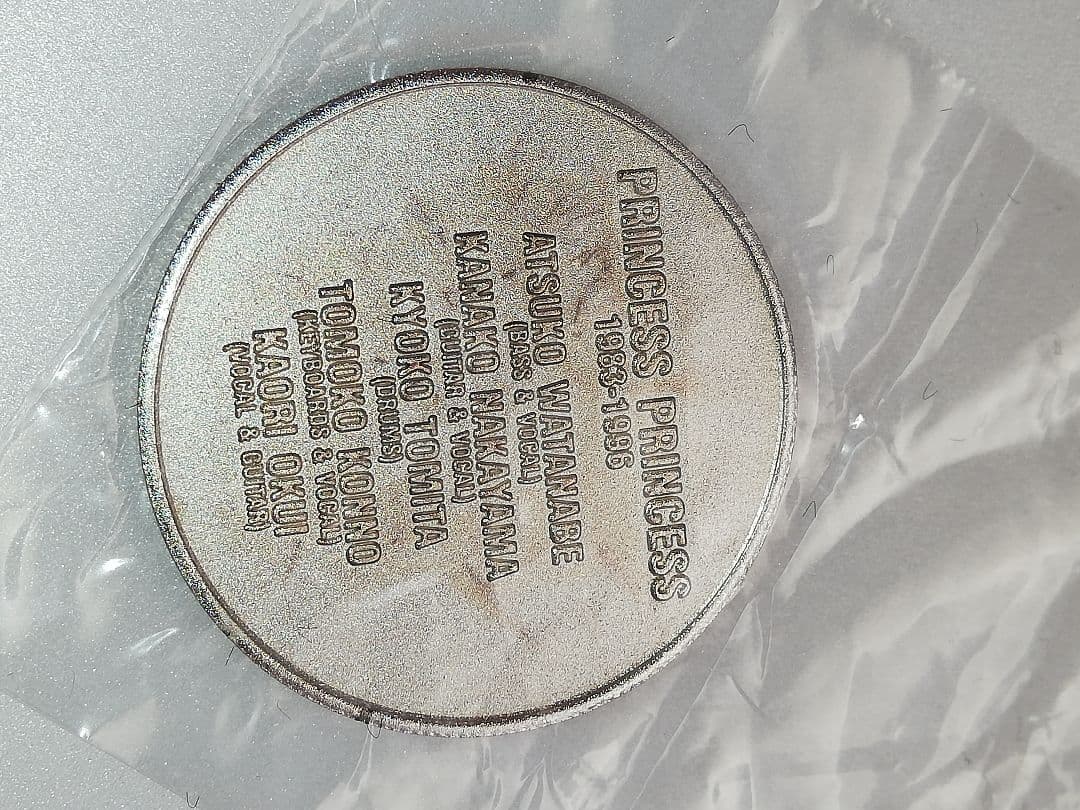 PRINCESS PRINCESS
1983-1996
ATSUKO WATANABE
(BASS & VOCAL)
KANAKO NAKAYAMA
(GUITAR & VOCAL)
KYOKO TOMITA
(DRUMS)
TOMOKO KONNO
(KEYBOARDS & VOCAL)
KAORI OKUI
(VOCAL & GUITAR)